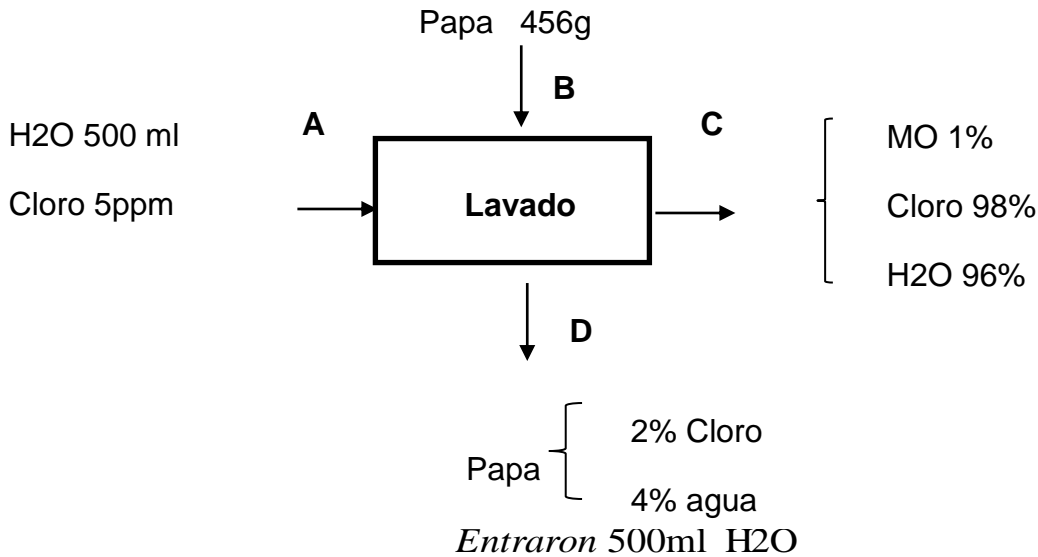 Papa 456g
B
H2O 500 ml
A
C
MO 1%
Cloro 5ppm
Lavado
Cloro 98%
H2O 96%
D
2% Cloro
Papa
4% agua
Entraron 500ml H2O